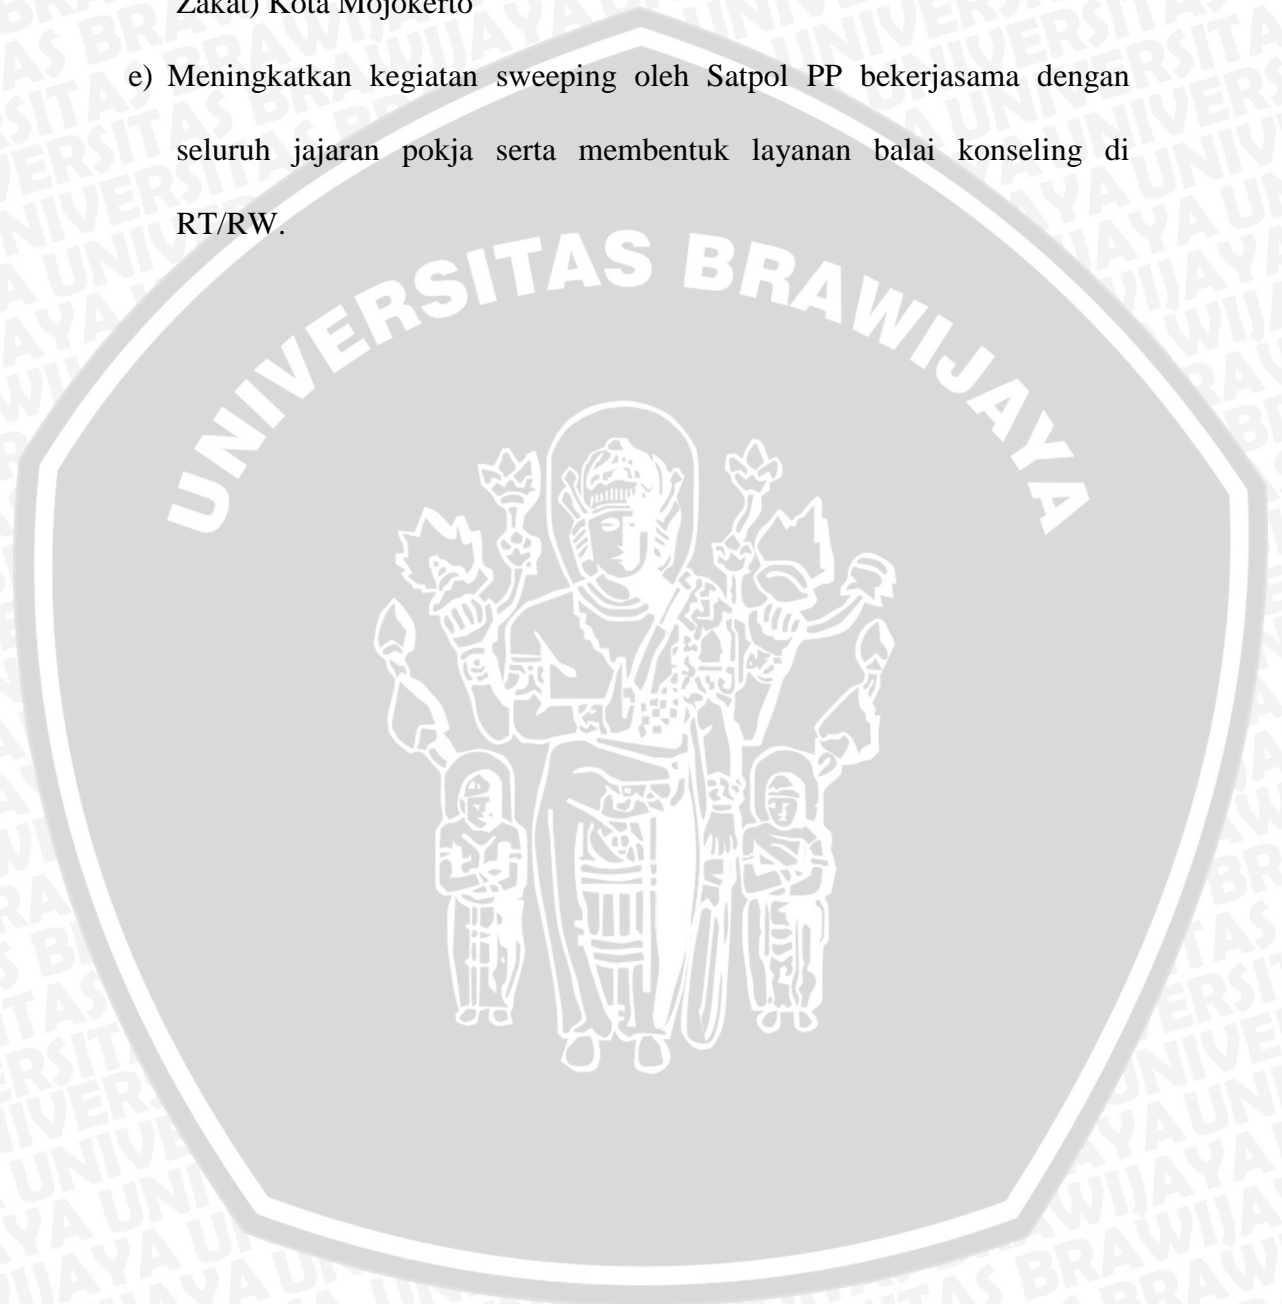 Zakat) Kota Mojokerto
e) Meningkatkan kegiatan sweeping oleh Satpol PP bekerjasama dengan
seluruh jajaran pokja serta membentuk layanan balai konseling di
RT/RW.
UNIVERSITAS BRAWIJAYA